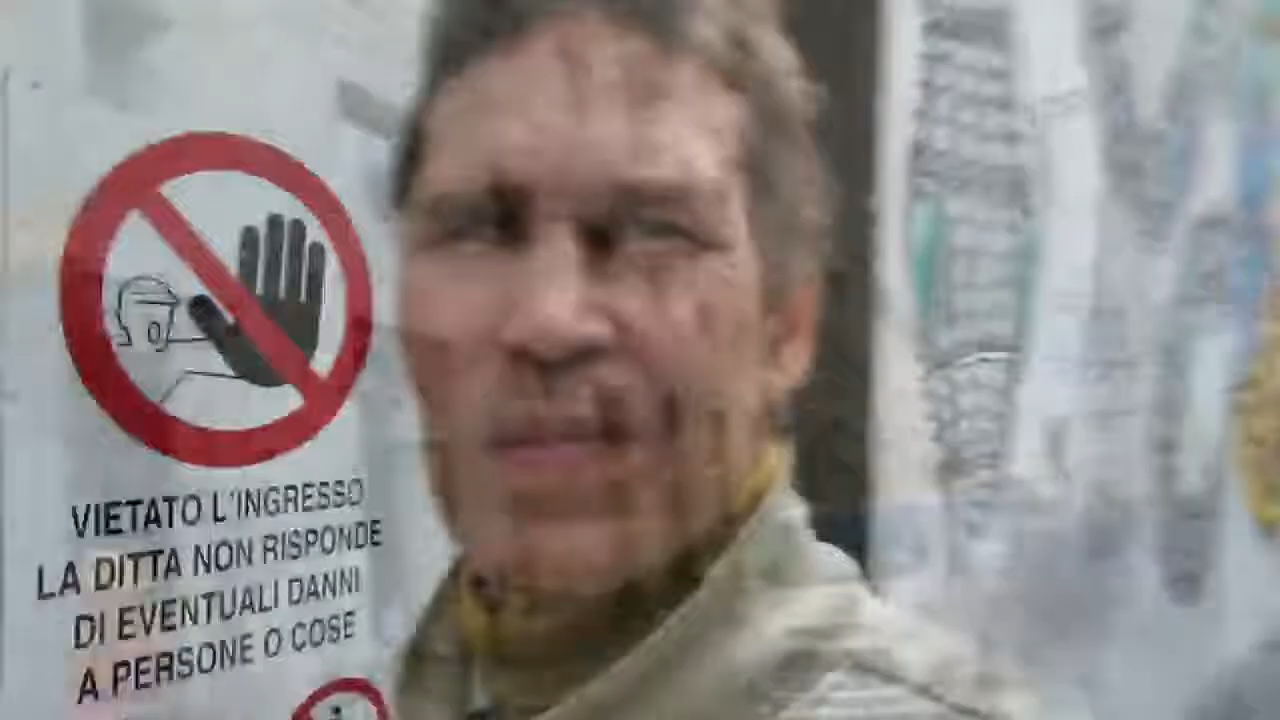 VIETATO L'INGRESSO
LA DITTA NON RISPONDE
DI EVENTUALI DANNI
A PERSONE O COSE